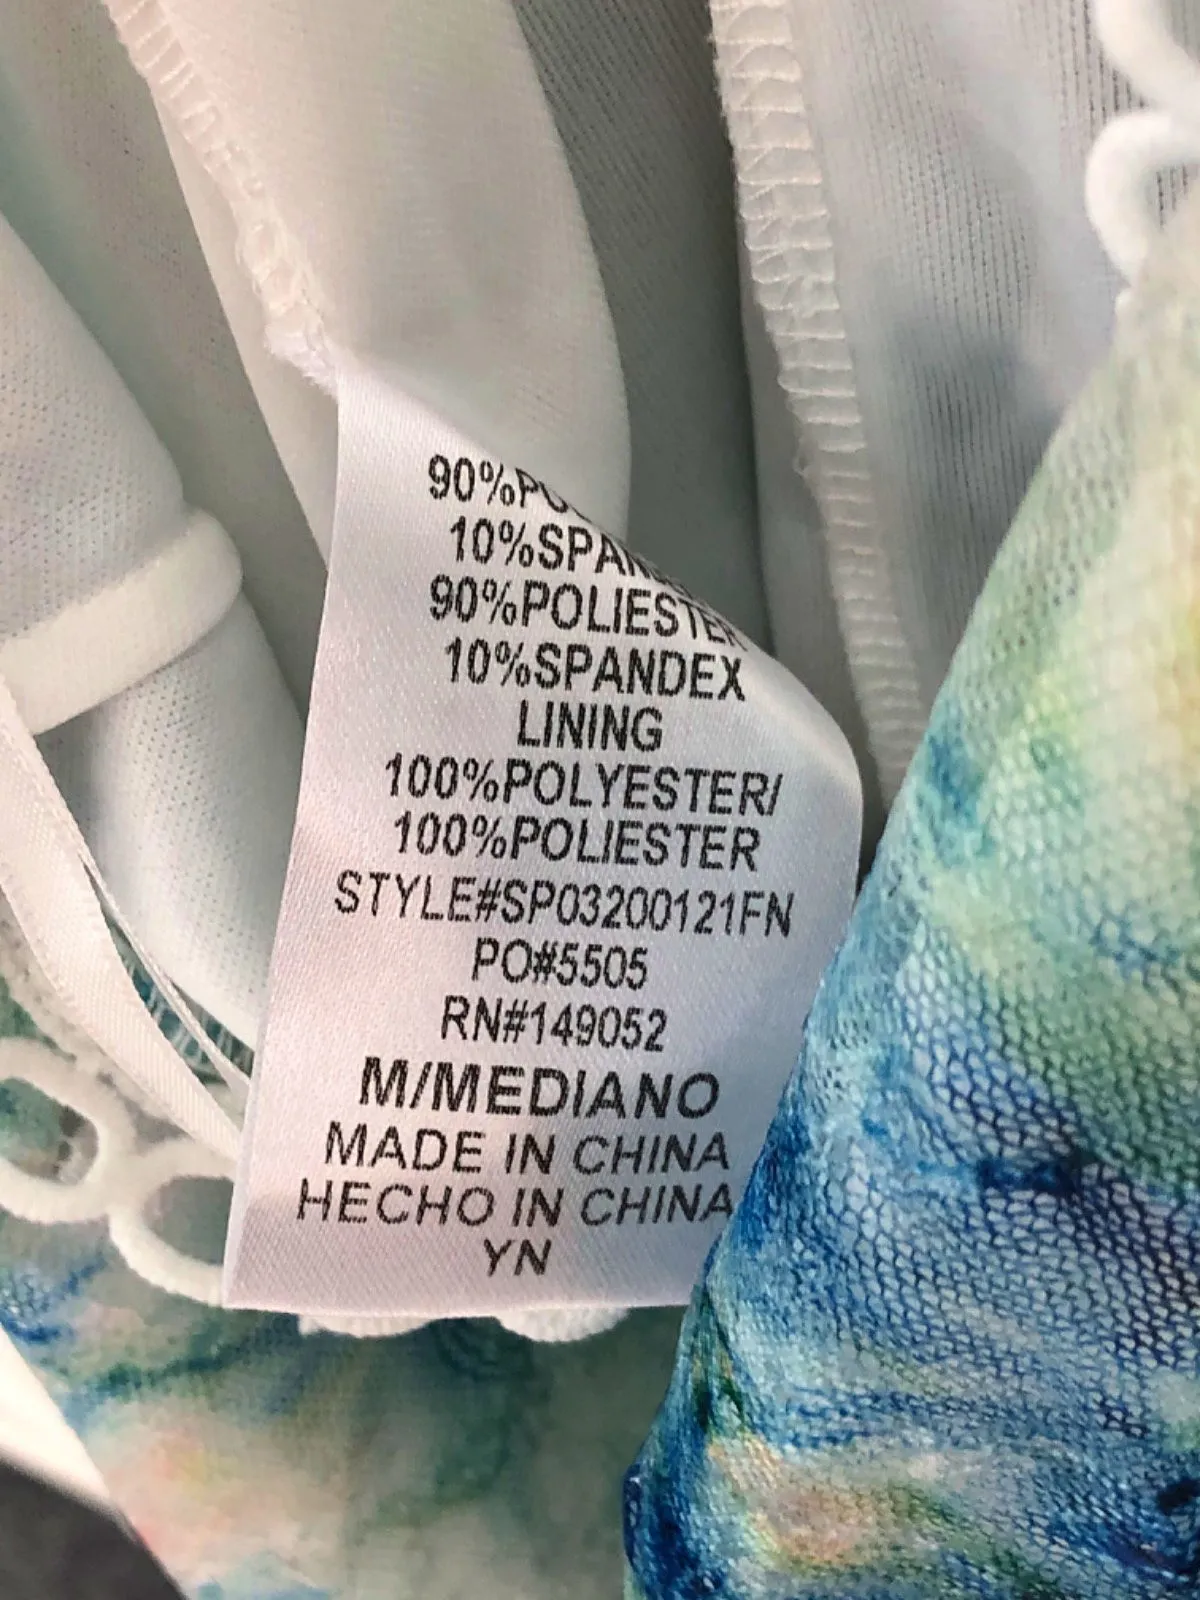 90%
10%
90%POLIESTER
10%SPANDEX
LINING
100%POLYESTER/
100%POLIESTER
STYLE#SP03200121FN
PO#5505
RN#149052
M/MEDIANO
MADE IN CHINA
HECHO IN CHINA
YN